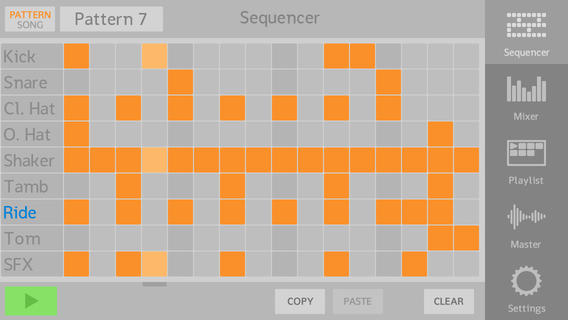 PATTERN
SONG
Pattern 7
Sequencer
Kick
Snare
Cl. Hat
O. Hat
Shaker
Tamb
Ride
Tom
SFX
COPY
PASTE
CLEAR
Sequencer
Mixer
Playlist
Master
Settings